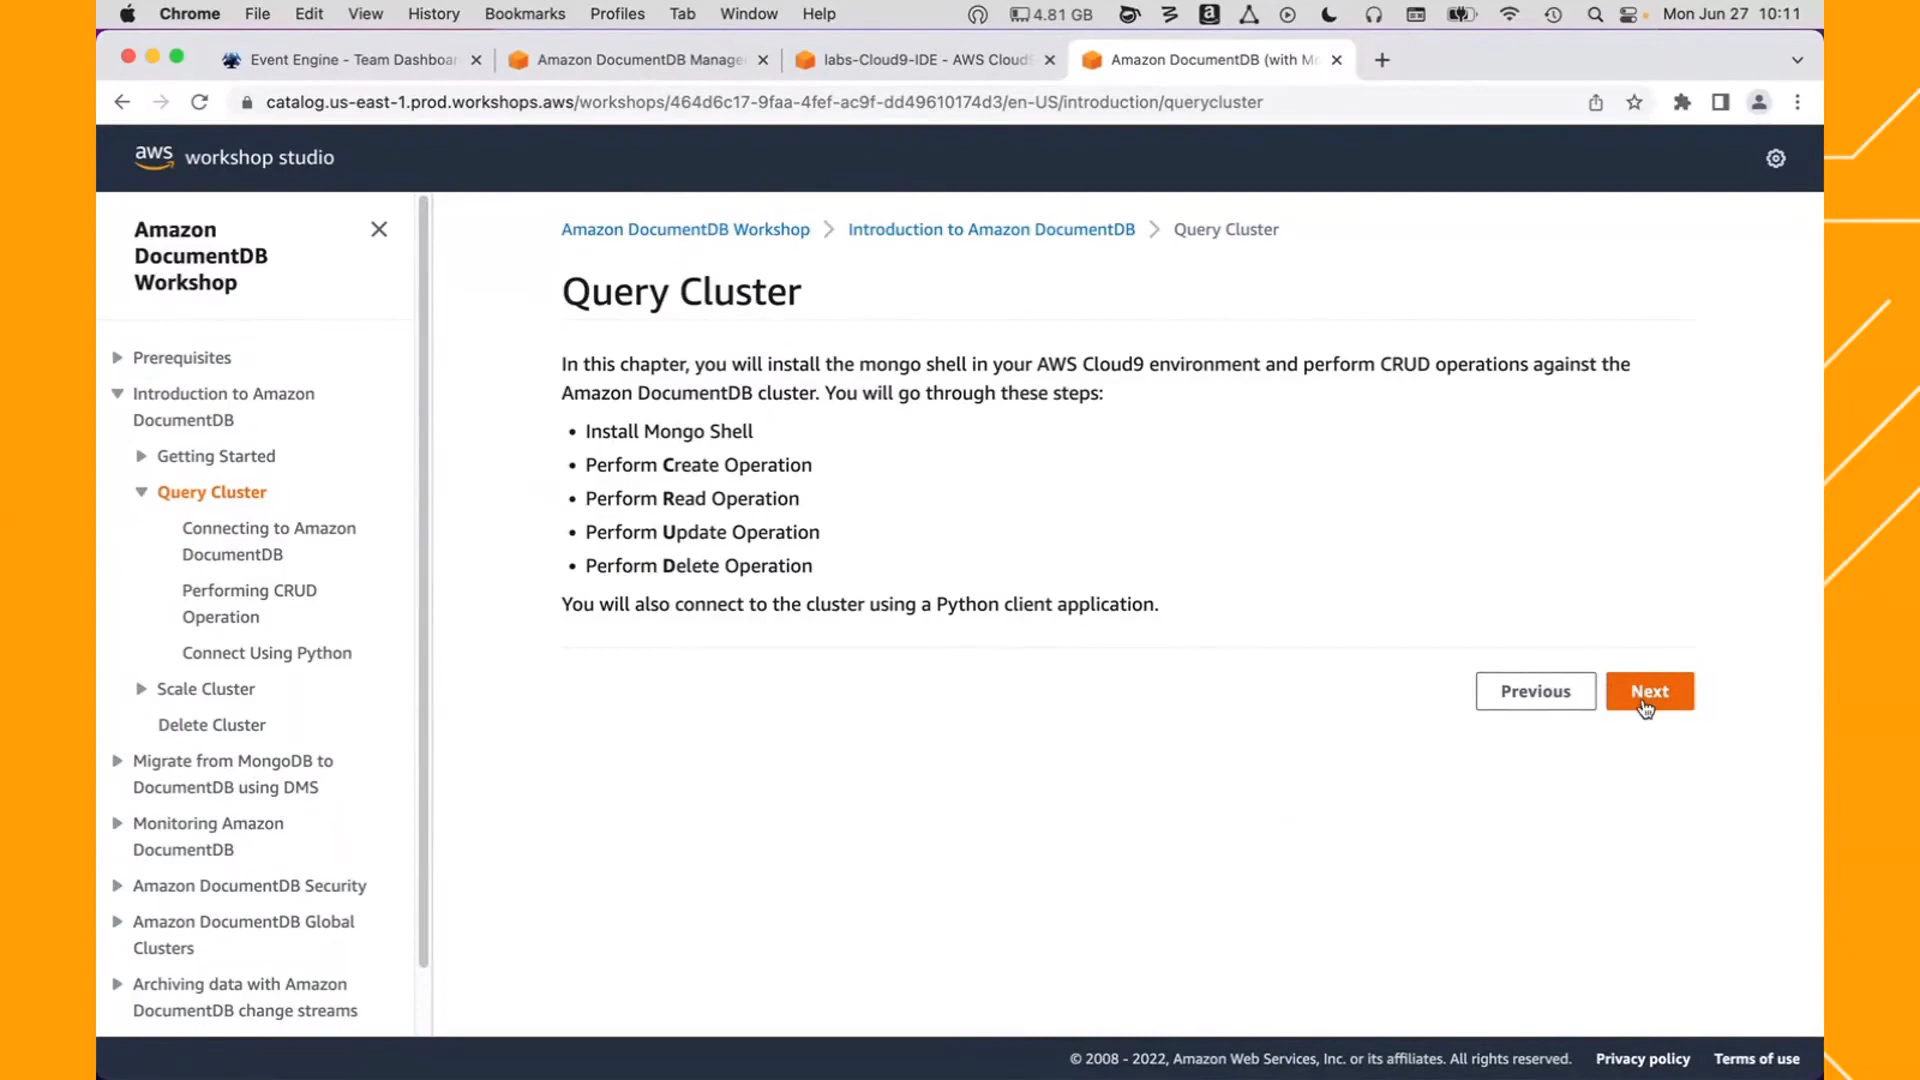 Chrome File Edit View History Bookmarks Profiles Tab Window Help 4.81 GB Mon Jun 27 10:11
Event Engine - Team Dashboar Amazon DocumentDB Manage labs-Cloud9-IDE - AWS Cloud9 Amazon DocumentDB (with Mo
catalog.us-east-1.prod.workshops.aws/workshops/464d6c17-9faa-4fef-ac9f-dd49610174d3/en-US/introduction/querycluster
aws workshop studio
Amazon
DocumentDB
Workshop
Prerequisites
Introduction to Amazon
DocumentDB
Getting Started
Query Cluster
Connecting to Amazon
DocumentDB
Performing CRUD
Operation
Connect Using Python
Scale Cluster
Delete Cluster
Migrate from MongoDB to
DocumentDB using DMS
Monitoring Amazon
DocumentDB
Amazon DocumentDB Security
Amazon DocumentDB Global
Clusters
Archiving data with Amazon
DocumentDB change streams
Amazon DocumentDB Workshop Introduction to Amazon DocumentDB Query Cluster
Query Cluster
In this chapter, you will install the mongo shell in your AWS Cloud9 environment and perform CRUD operations against the
Amazon DocumentDB cluster. You will go through these steps:
• Install Mongo Shell
• Perform Create Operation
• Perform Read Operation
• Perform Update Operation
• Perform Delete Operation
You will also connect to the cluster using a Python client application.
Previous Next
© 2008 - 2022, Amazon Web Services, Inc. or its affiliates. All rights reserved. Privacy policy Terms of use